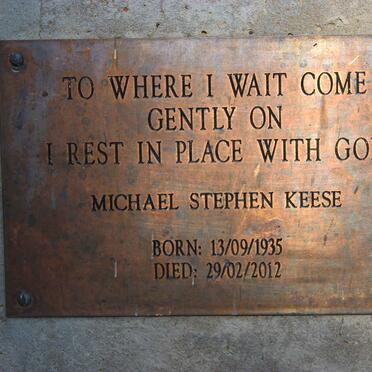 TO WHERE I WAIT COME
GENTLY ON
I REST IN PLACE WITH GO
MICHAEL STEPHEN KEESE
BORN: 13/09/1935
DIED: 29/02/2012